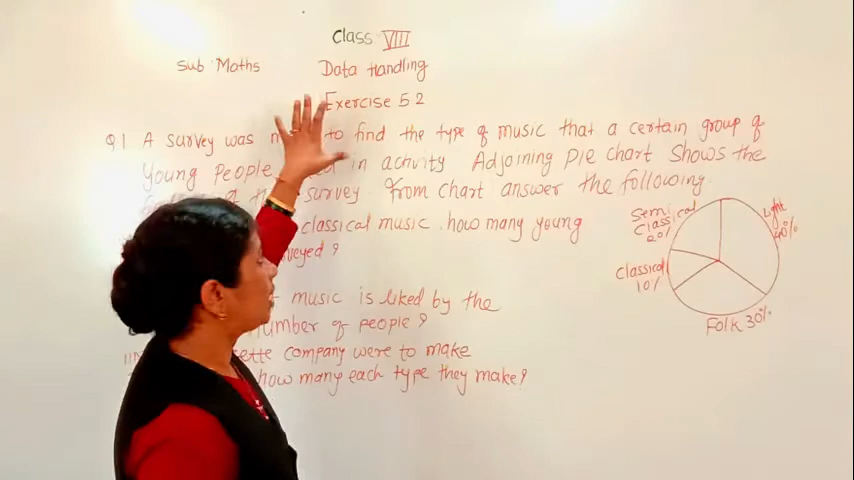 Class VIII
Sub Maths Data Handling
Exercise 5 2
Q1 A survey was to find the type of music that a certain group of
Young People in activity Adjoining Pie chart shows the
survey. From chart answer the following.
classical music. how many young
?
music is liked by the
number of people ?
company were to make
how many each type they make?
Semi
Classical
20%
Light
40%
Classical
10%
Folk 30%